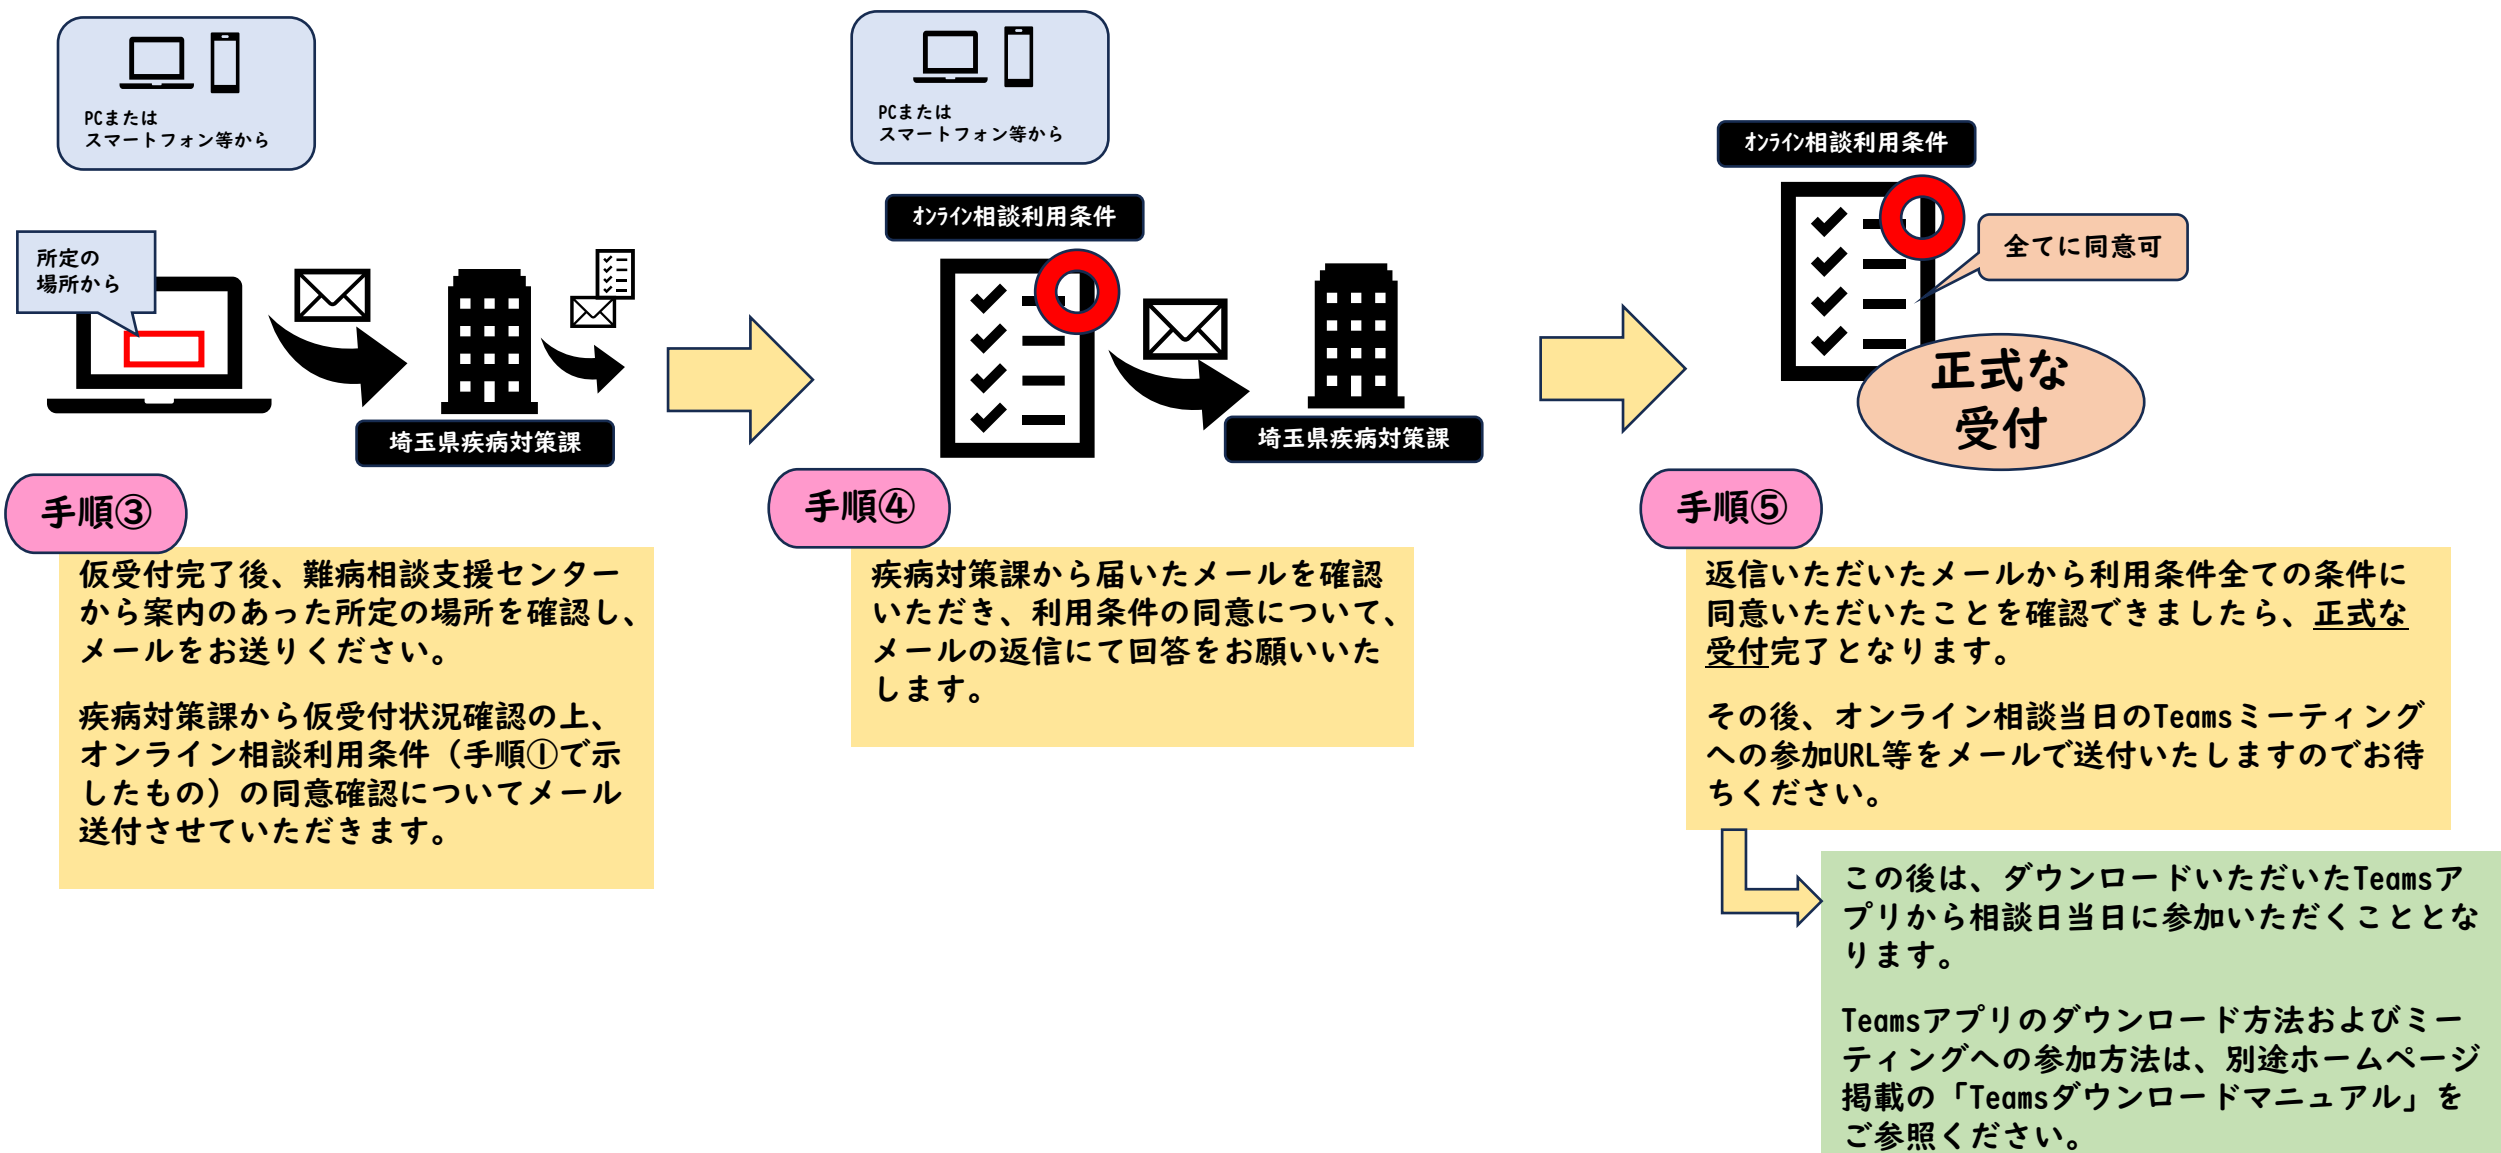 PCまたは
スマートフォン等から
所定の
場所から
埼玉県疾病対策課
手順③
仮受付完了後、難病相談支援センター
から案内のあった所定の場所を確認し、
メールをお送りください。
疾病対策課から仮受付状況確認の上、
オンライン相談利用条件（手順①で示
したもの）の同意確認についてメール
送付させていただきます。
PCまたは
スマートフォン等から
ｵﾝﾗｲﾝ相談利用条件
埼玉県疾病対策課
手順④
疾病対策課から届いたメールを確認
いただき、利用条件の同意について、
メールの返信にて回答をお願いいた
します。
ｵﾝﾗｲﾝ相談利用条件
全てに同意可
正式な
受付
手順⑤
返信いただいたメールから利用条件全ての条件に
同意いただいたことを確認できましたら、正式な
受付完了となります。
その後、オンライン相談当日のTeamsミーティング
への参加URL等をメールで送付いたしますのでお待
ちください。
この後は、ダウンロードいただいたTeamsア
プリから相談日当日に参加いただくこととな
ります。
Teamsアプリのダウンロード方法およびミー
ティングへの参加方法は、別途ホームページ
掲載の「Teamsダウンロードマニュアル」を
ご参照ください。